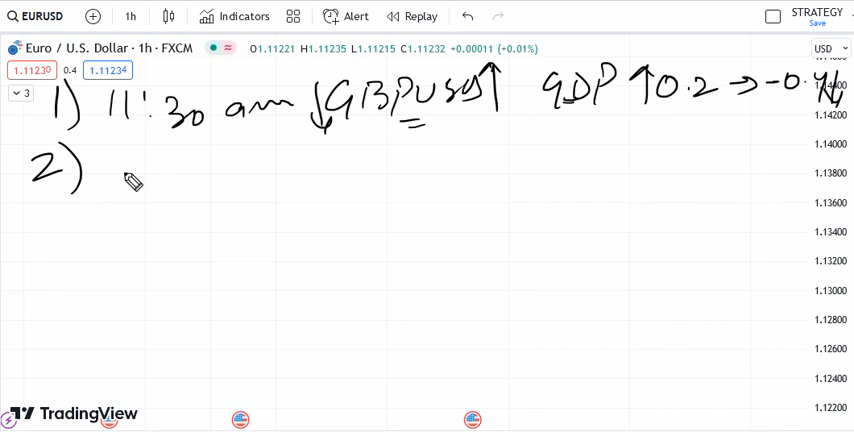 EURUSD 1h Indicators Alert Replay STRATEGY
Save
Euro / U.S. Dollar · 1h · FXCM O1.11221 H1.11235 L1.11215 C1.11232 +0.00011 (+0.01%) USD
1.11230 0.4 1.11234
3
1) 11:30 am ↓GBPUSD↑ GDP ↑0.2 → -0.4↓
1.14400
1.14200
2)
1.14000
1.13800
1.13600
1.13400
1.13200
1.13000
1.12800
1.12600
1.12400
1.12200
TradingView